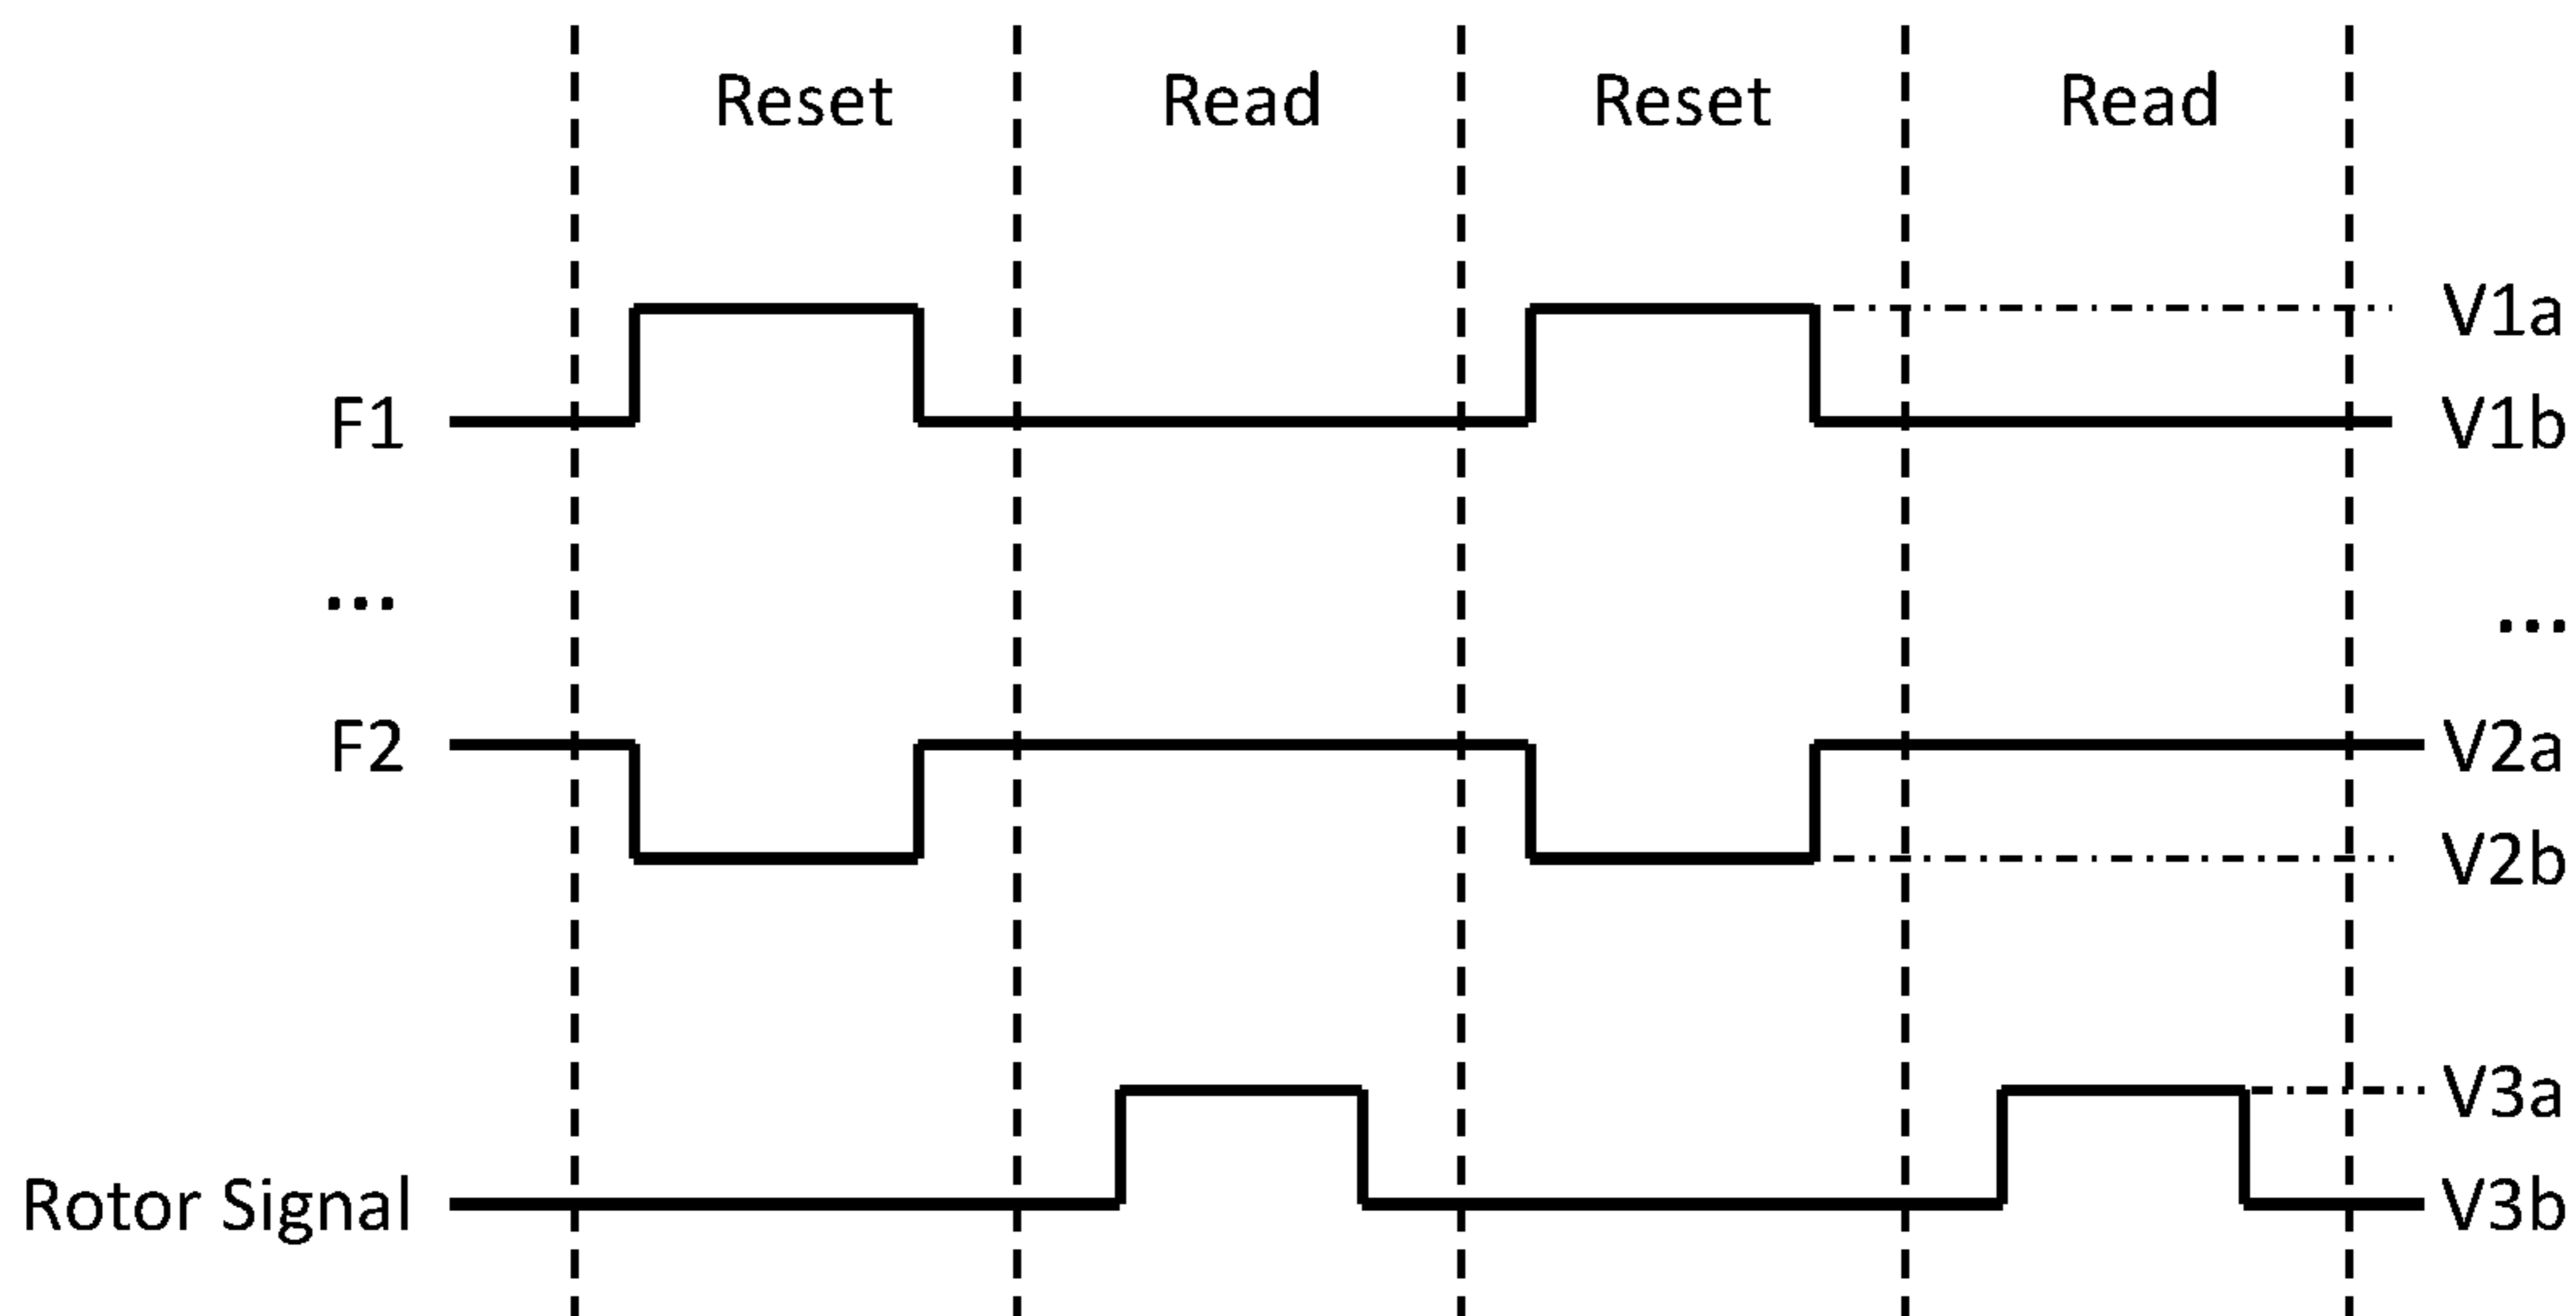 Reset Read Reset Read
V1a
F1 V1b
... ...
F2 V2a
V2b
V3a
Rotor Signal V3b